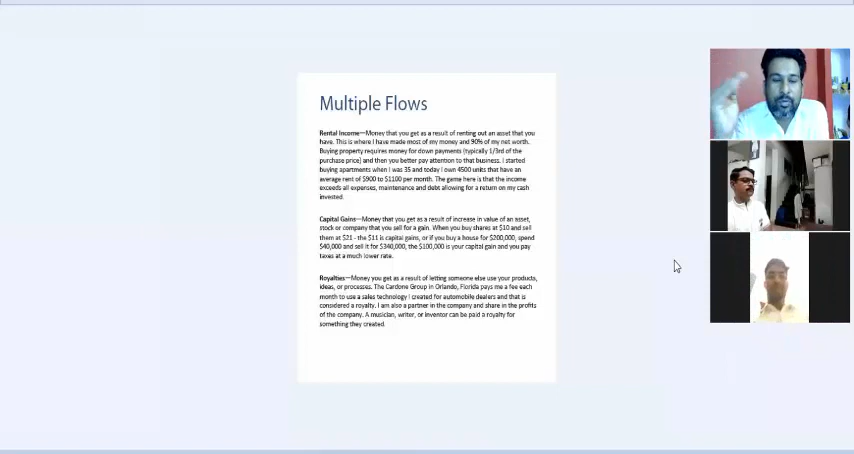 Multiple Flows
Rental Income—Money that you get as a result of renting out an asset that you
have. This is where I have made most of my money and 90% of my net worth.
Buying property requires money for down payments (typically 1/3rd of the
purchase price) and then you better pay attention to that business. I started
buying apartments when I was 35 and today I own 4500 units that have an
average rent of $900 to $1100 per month. The game here is that the income
exceeds all expenses, maintenance and debt allowing for a return on my cash
invested.
Capital Gains—Money that you get as a result of increase in value of an asset,
stock or company that you sell for a gain. When you buy shares at $10 and sell
them at $21 - the $11 is capital gains, or if you buy a house for $200,000, spend
$40,000 and sell it for $340,000, the $100,000 is your capital gain and you pay
taxes at a much lower rate.
Royalties—Money you get as a result of letting someone else use your products,
ideas, or processes. The Cardone Group in Orlando, Florida pays me a fee each
month to use a sales technology I created for automobile dealers and that is
considered a royalty. I am also a partner in the company and share in the profits
of the company. A musician, writer, or inventor can be paid a royalty for
something they created.